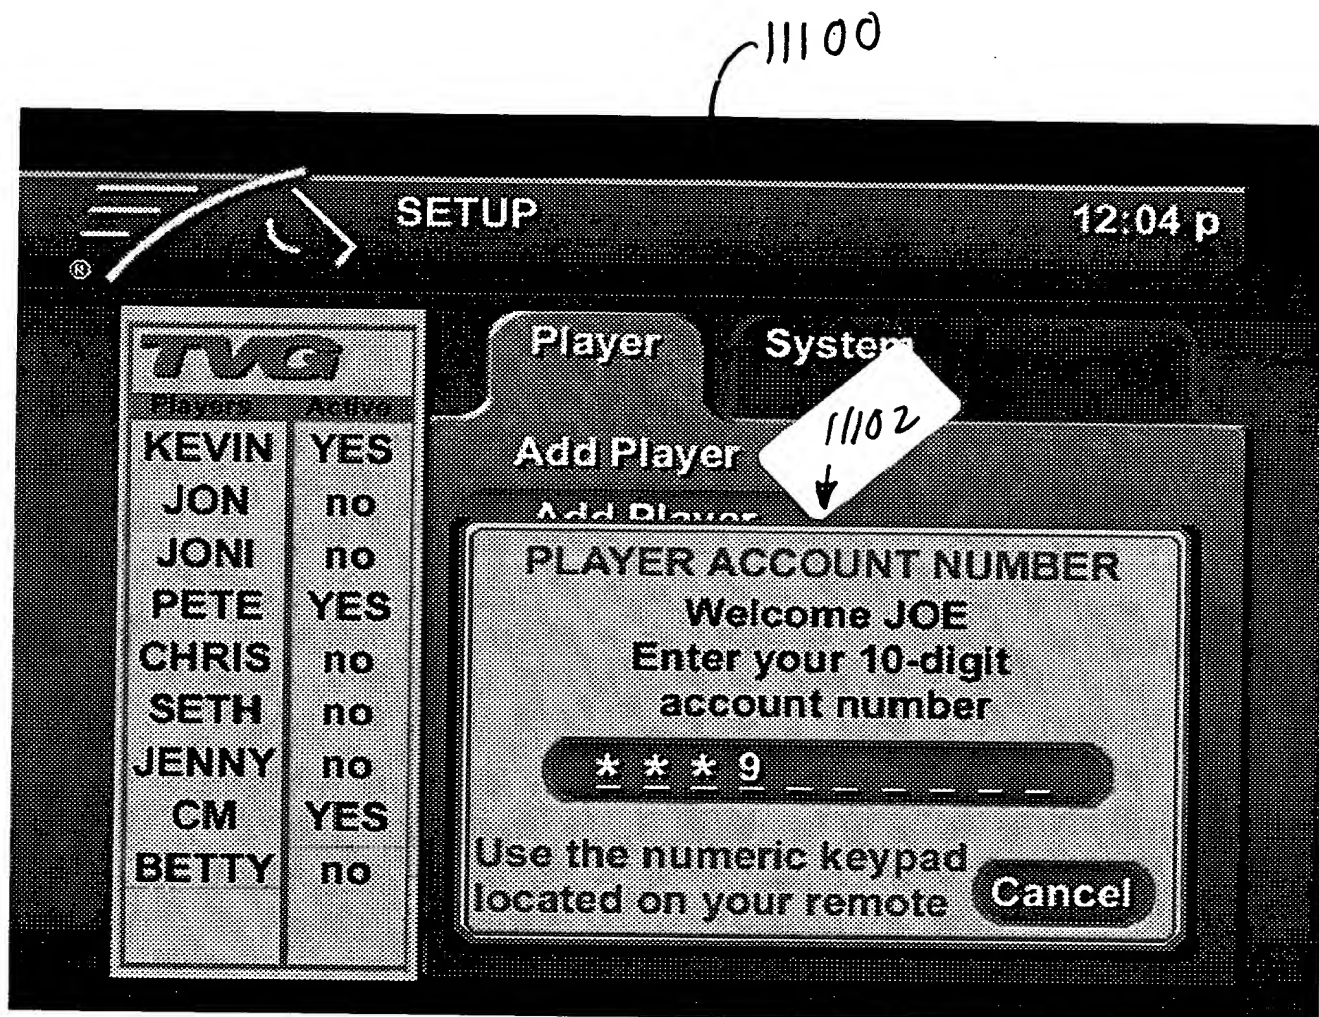 11100
SETUP
12:04 p
®
TVG
Players Active
KEVIN YES
JON no
JONI no
PETE YES
CHRIS no
SETH no
JENNY no
CM YES
BETTY no
Player
System
11102
Add Player
Add Player
PLAYER ACCOUNT NUMBER
Welcome JOE
Enter your 10-digit
account number
* * * 9 _ _ _ _ _ _
Use the numeric keypad
located on your remote
Cancel